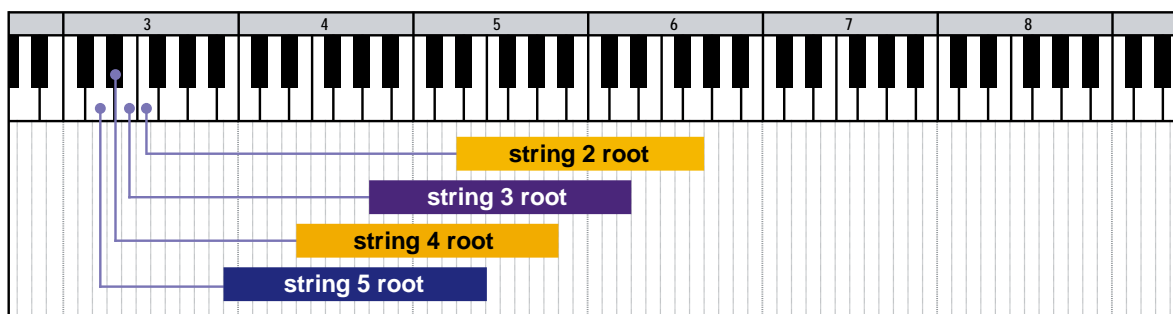 3 4 5 6 7 8
string 2 root
string 3 root
string 4 root
string 5 root